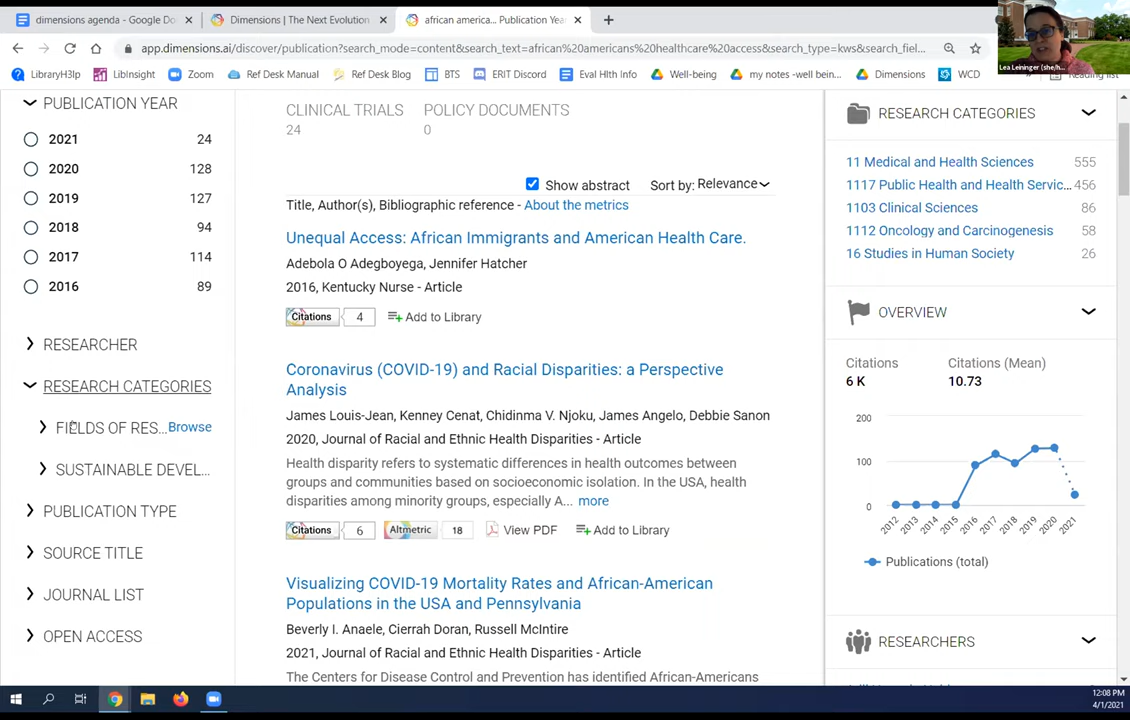 dimensions agenda - Google Do
Dimensions | The Next Evolution
african america... Publication Year
app.dimensions.ai/discover/publication?search_mode=content&search_text=african%20americans%20healthcare%20access&search_type=kws&search_fiel...
LibraryH3lp
LibInsight
Zoom
Ref Desk Manual
Ref Desk Blog
BTS
ERIT Discord
Eval Hlth Info
Well-being
my notes -well bein...
Dimensions
WCD
»
Reading list
Lea Leininger (she/h...
PUBLICATION YEAR
2021 24
2020 128
2019 127
2018 94
2017 114
2016 89
RESEARCHER
RESEARCH CATEGORIES
FIELDS OF RES... Browse
SUSTAINABLE DEVEL...
PUBLICATION TYPE
SOURCE TITLE
JOURNAL LIST
OPEN ACCESS
CLINICAL TRIALS POLICY DOCUMENTS
24 0
Show abstract Sort by: Relevance
Title, Author(s), Bibliographic reference - About the metrics
Unequal Access: African Immigrants and American Health Care.
Adebola O Adegboyega, Jennifer Hatcher
2016, Kentucky Nurse - Article
Citations 4 Add to Library
Coronavirus (COVID-19) and Racial Disparities: a Perspective
Analysis
James Louis-Jean, Kenney Cenat, Chidinma V. Njoku, James Angelo, Debbie Sanon
2020, Journal of Racial and Ethnic Health Disparities - Article
Health disparity refers to systematic differences in health outcomes between
groups and communities based on socioeconomic isolation. In the USA, health
disparities among minority groups, especially A... more
Citations 6 Altmetric 18 View PDF Add to Library
Visualizing COVID-19 Mortality Rates and African-American
Populations in the USA and Pennsylvania
Beverly I. Anaele, Cierrah Doran, Russell McIntire
2021, Journal of Racial and Ethnic Health Disparities - Article
The Centers for Disease Control and Prevention has identified African-Americans
RESEARCH CATEGORIES
11 Medical and Health Sciences 555
1117 Public Health and Health Servic... 456
1103 Clinical Sciences 86
1112 Oncology and Carcinogenesis 58
16 Studies in Human Society 26
OVERVIEW
Citations Citations (Mean)
6 K 10.73
200
100
0
2012 2013 2014 2015 2016 2017 2018 2019 2020 2021
Publications (total)
RESEARCHERS
12:08 PM
4/1/2021